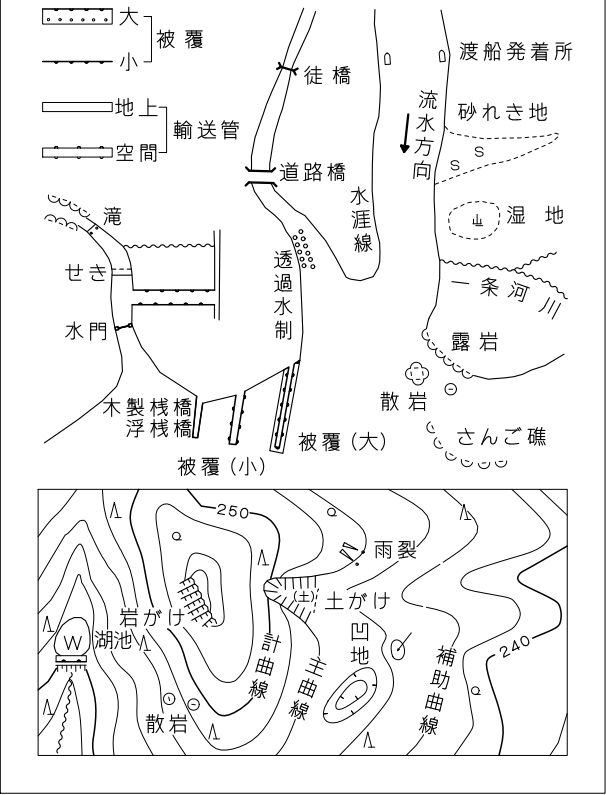 大
被覆
小
地上
輸送管
空間
徒橋
道路橋
渡船発着所
流水方向
砂れき地
S S
水涯線
湿地
滝
せき
透過水制
一条河川
水門
露岩
散岩
木製桟橋
浮桟橋
被覆(大)
被覆(小)
さんご礁
250
雨裂
(土)
土がけ
岩がけ
W
湖池
計曲線
主曲線
凹地
補助曲線
240
散岩